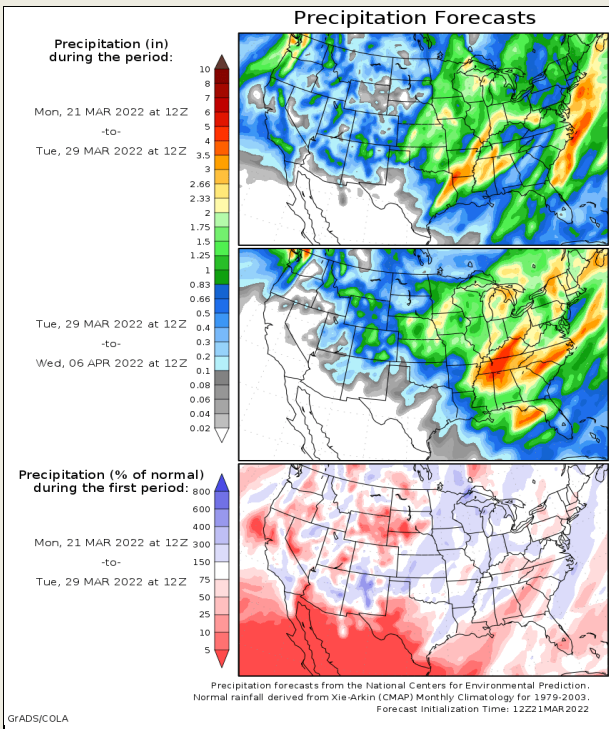 Precipitation Forecasts
Precipitation (in)
during the period:
Mon, 21 MAR 2022 at 12Z
-to-
Tue, 29 MAR 2022 at 12Z
10
8
7
6
5
4
3.5
3
2.66
2.33
2
1.75
1.5
1.25
1
0.83
0.66
0.5
0.4
0.3
0.2
0.1
0.08
0.06
0.04
0.02
Tue, 29 MAR 2022 at 12Z
-to-
Wed, 06 APR 2022 at 12Z
Precipitation (% of normal)
during the first period:
Mon, 21 MAR 2022 at 12Z
-to-
Tue, 29 MAR 2022 at 12Z
800
600
400
300
150
75
50
25
10
5
Precipitation forecasts from the National Centers for Environmental Prediction.
Normal rainfall derived from Xie-Arkin (CMAP) Monthly Climatology for 1979-2003.
Forecast Initialization Time: 12Z21MAR2022
GrADS/COLA